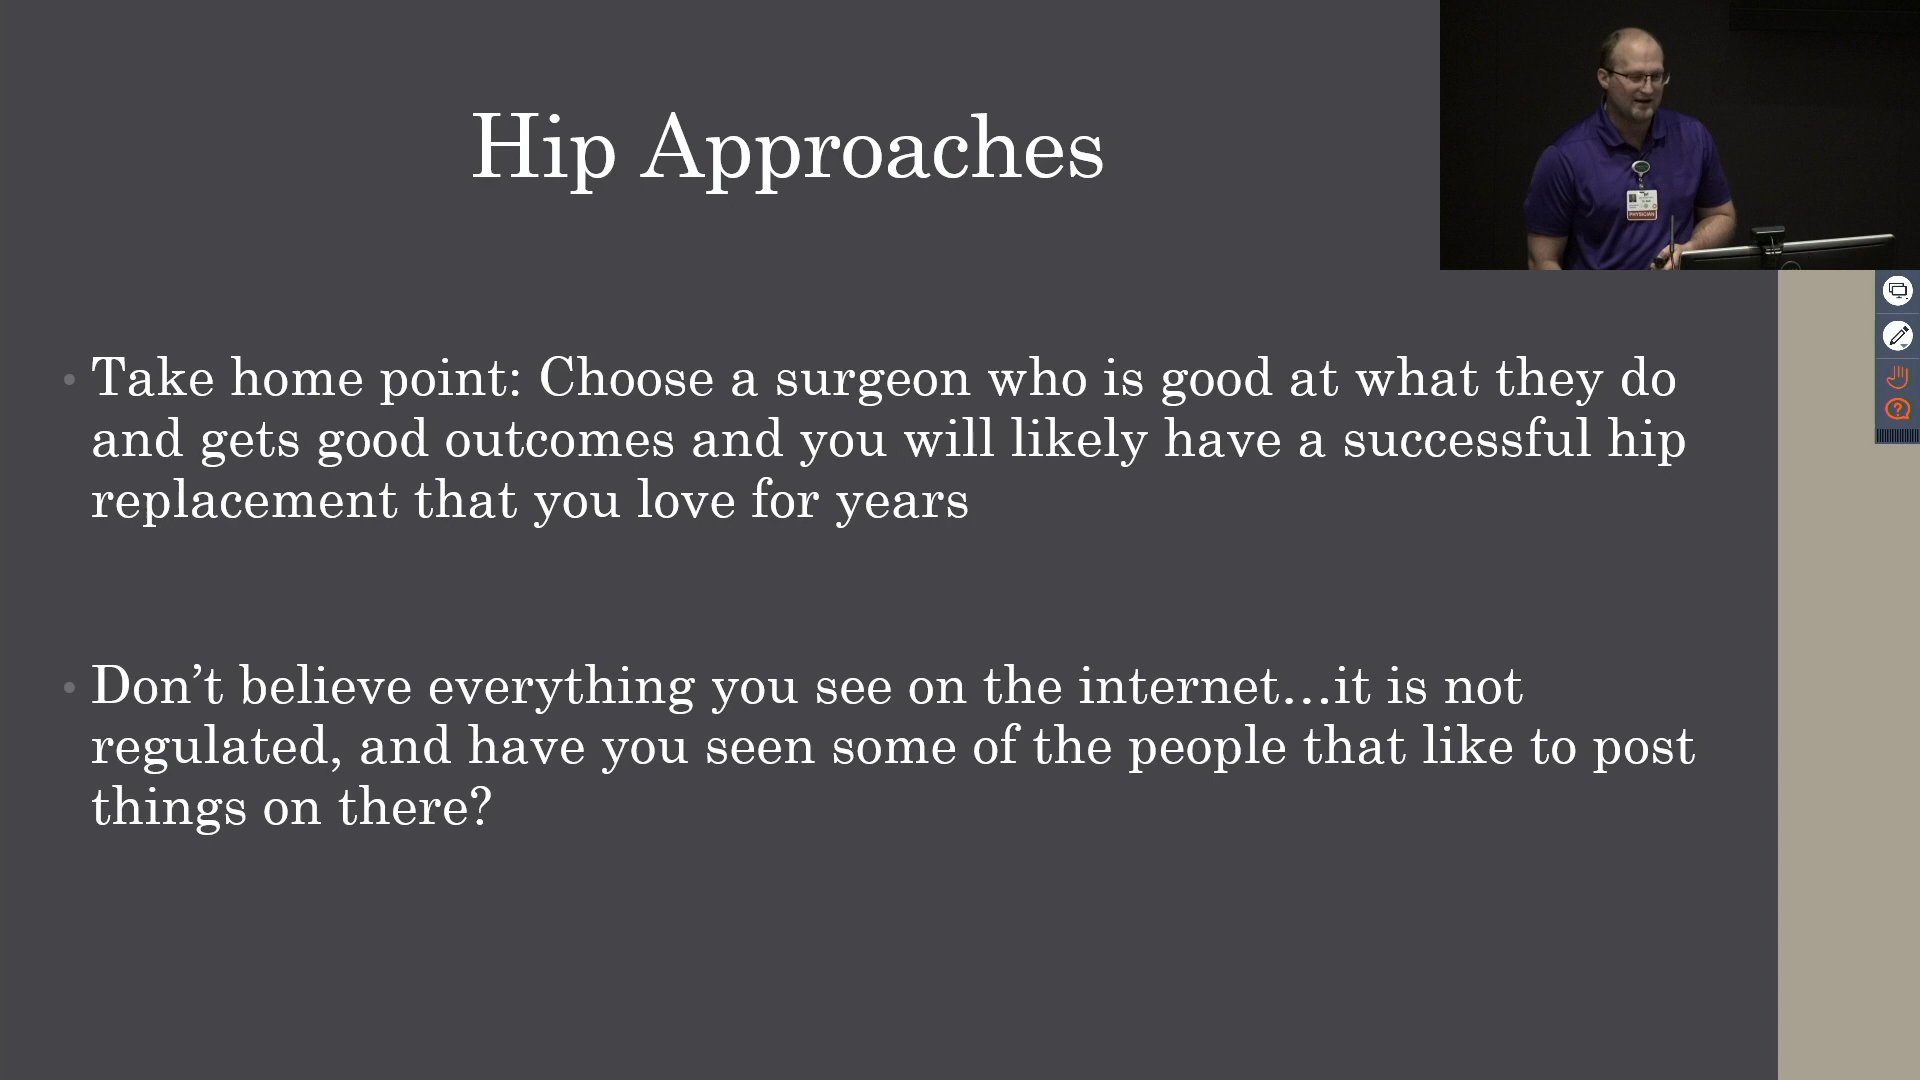 Hip Approaches
• Take home point: Choose a surgeon who is good at what they do
and gets good outcomes and you will likely have a successful hip
replacement that you love for years
• Don’t believe everything you see on the internet…it is not
regulated, and have you seen some of the people that like to post
things on there?
PHYSICIAN